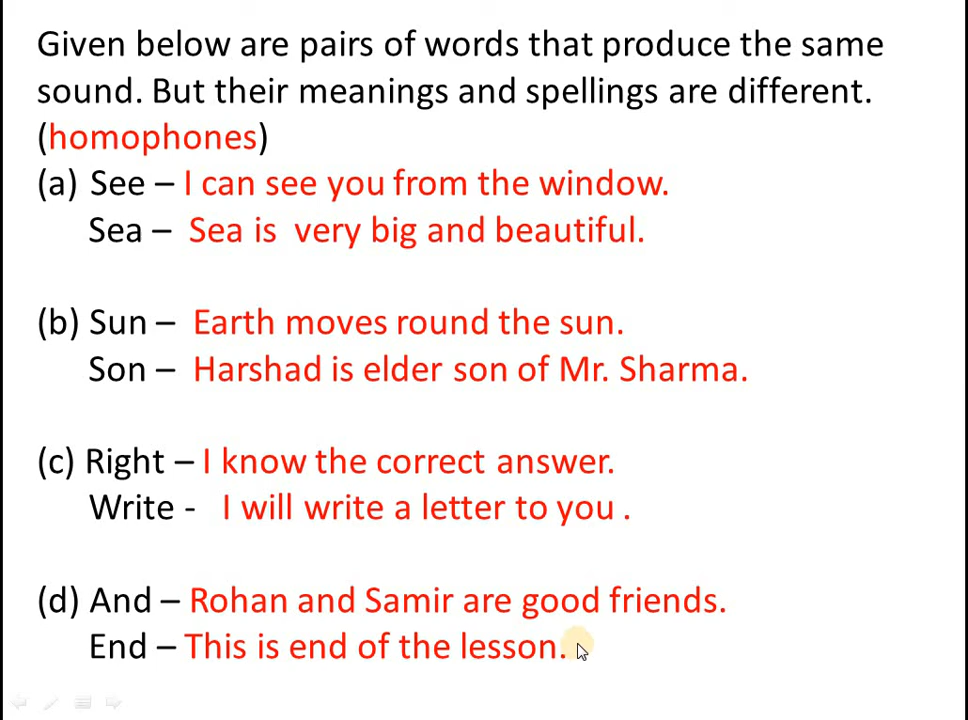 Given below are pairs of words that produce the same
sound. But their meanings and spellings are different.
(homophones)
(a) See – I can see you from the window.
Sea – Sea is very big and beautiful.
(b) Sun – Earth moves round the sun.
Son – Harshad is elder son of Mr. Sharma.
(c) Right – I know the correct answer.
Write - I will write a letter to you .
(d) And – Rohan and Samir are good friends.
End – This is end of the lesson.